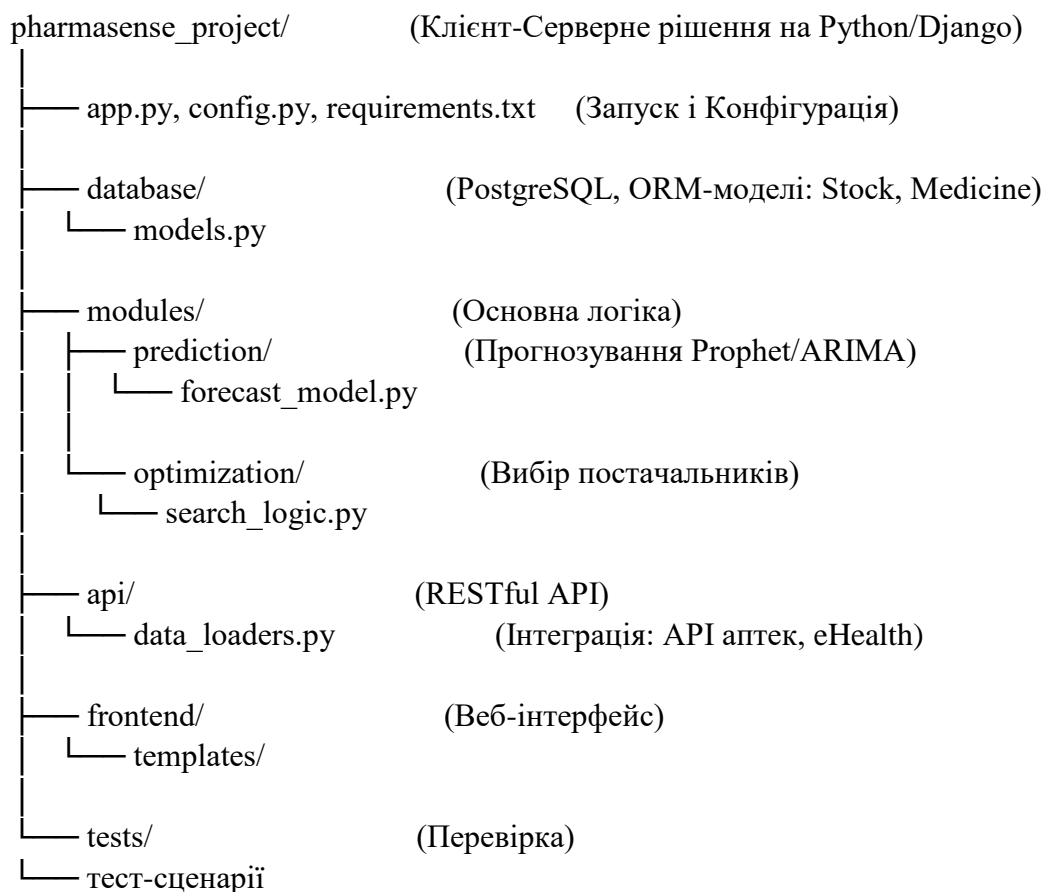 pharmasense_project/ (Клієнт-Серверне рішення на Python/Django)
app.py, config.py, requirements.txt (Запуск і Конфігурація)
database/ (PostgreSQL, ORM-моделі: Stock, Medicine)
models.py
modules/ (Основна логіка)
prediction/ (Прогнозування Prophet/ARIMA)
forecast_model.py
optimization/ (Вибір постачальників)
search_logic.py
api/ (RESTful API)
data_loaders.py (Інтеграція: API аптек, eHealth)
frontend/ (Веб-інтерфейс)
templates/
tests/ (Перевірка)
тест-сценарії